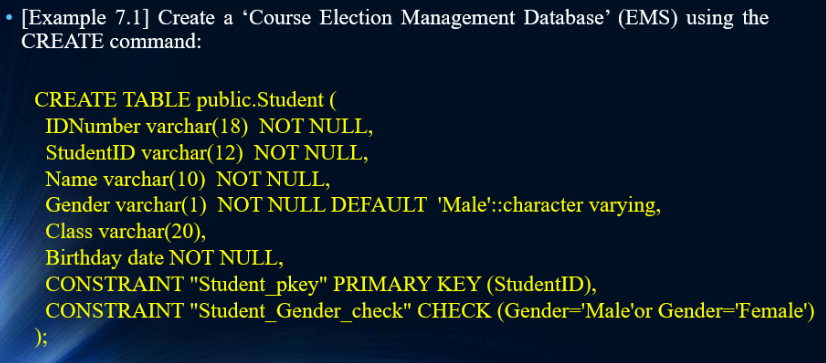 • [Example 7.1] Create a ‘Course Election Management Database’ (EMS) using the
CREATE command:
CREATE TABLE public.Student (
IDNumber varchar(18) NOT NULL,
StudentID varchar(12) NOT NULL,
Name varchar(10) NOT NULL,
Gender varchar(1) NOT NULL DEFAULT 'Male'::character varying,
Class varchar(20),
Birthday date NOT NULL,
CONSTRAINT "Student_pkey" PRIMARY KEY (StudentID),
CONSTRAINT "Student_Gender_check" CHECK (Gender='Male'or Gender='Female')
);